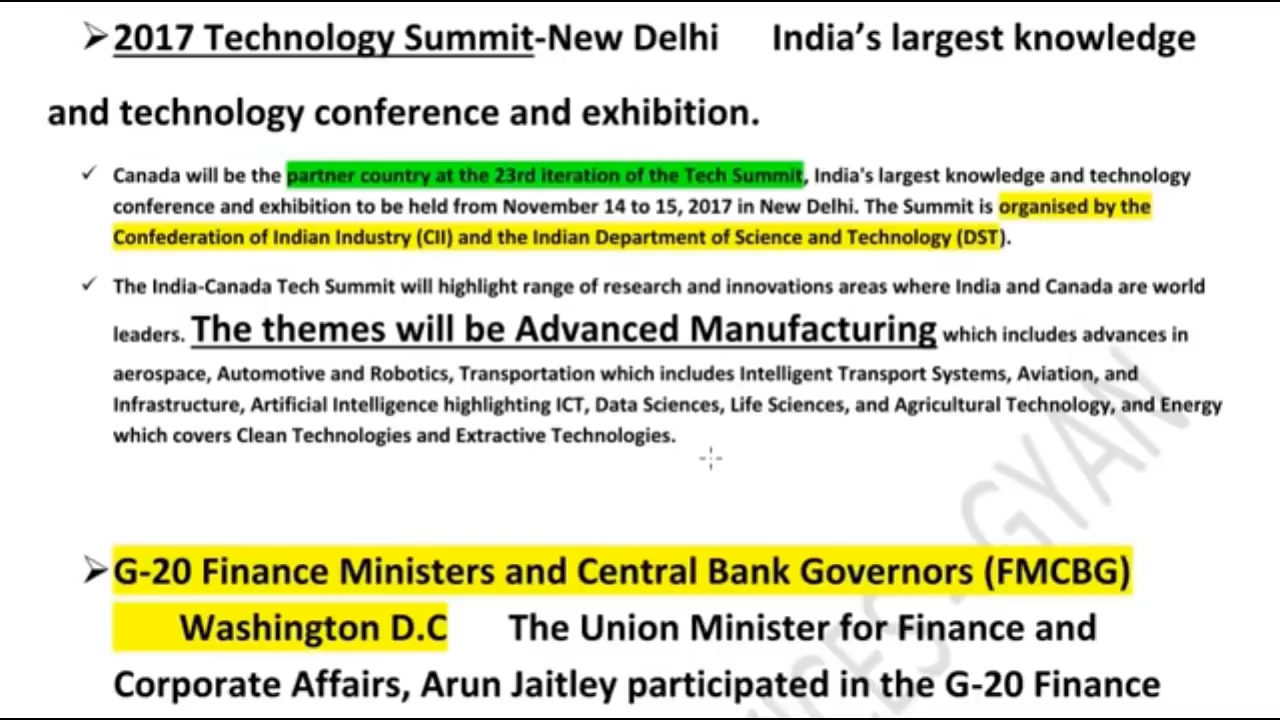 ➢2017 Technology Summit-New Delhi India's largest knowledge
and technology conference and exhibition.
✓ Canada will be the partner country at the 23rd iteration of the Tech Summit, India's largest knowledge and technology
conference and exhibition to be held from November 14 to 15, 2017 in New Delhi. The Summit is organised by the
Confederation of Indian Industry (CII) and the Indian Department of Science and Technology (DST).
✓ The India-Canada Tech Summit will highlight range of research and innovations areas where India and Canada are world
leaders. The themes will be Advanced Manufacturing which includes advances in
aerospace, Automotive and Robotics, Transportation which includes Intelligent Transport Systems, Aviation, and
Infrastructure, Artificial Intelligence highlighting ICT, Data Sciences, Life Sciences, and Agricultural Technology, and Energy
which covers Clean Technologies and Extractive Technologies.
➢G-20 Finance Ministers and Central Bank Governors (FMCBG)
Washington D.C The Union Minister for Finance and
Corporate Affairs, Arun Jaitley participated in the G-20 Finance
GYAN